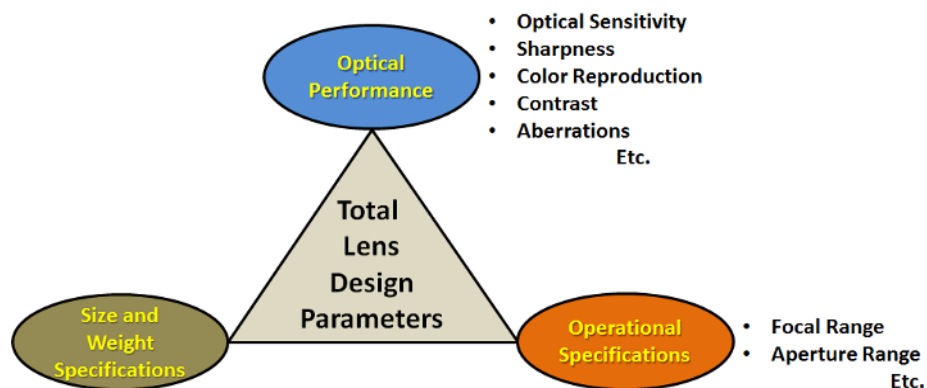 Optical
Performance
• Optical Sensitivity
• Sharpness
• Color Reproduction
• Contrast
• Aberrations
Etc.
Total
Lens
Design
Parameters
Size and
Weight
Specifications
Operational
Specifications
• Focal Range
• Aperture Range
Etc.